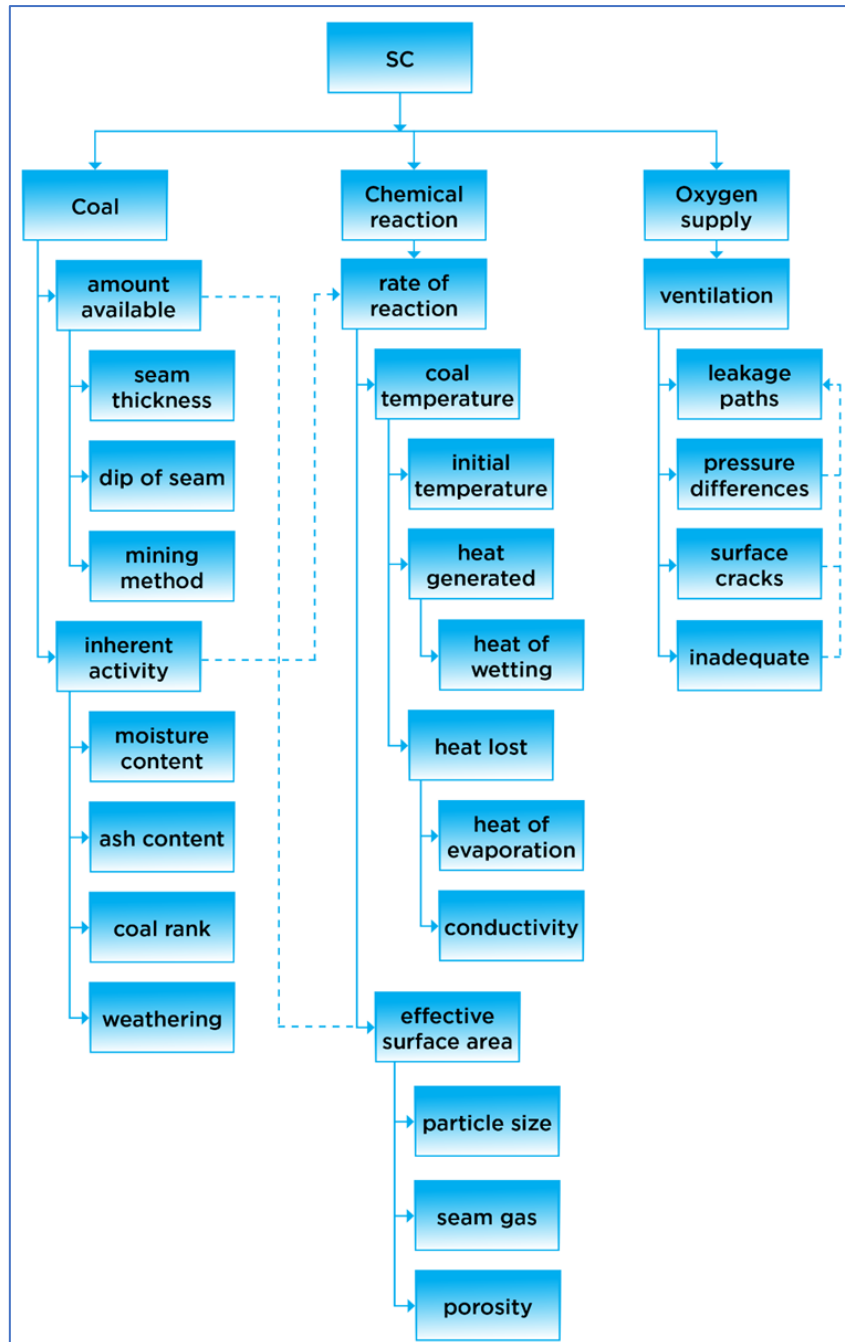 SC
Coal
amount
available
seam
thickness
dip of seam
mining
method
inherent
activity
moisture
content
ash content
coal rank
weathering
Chemical
reaction
rate of
reaction
coal
temperature
initial
temperature
heat
generated
heat of
wetting
heat lost
heat of
evaporation
conductivity
effective
surface area
particle size
seam gas
porosity
Oxygen
supply
ventilation
leakage
paths
pressure
differences
surface
cracks
inadequate